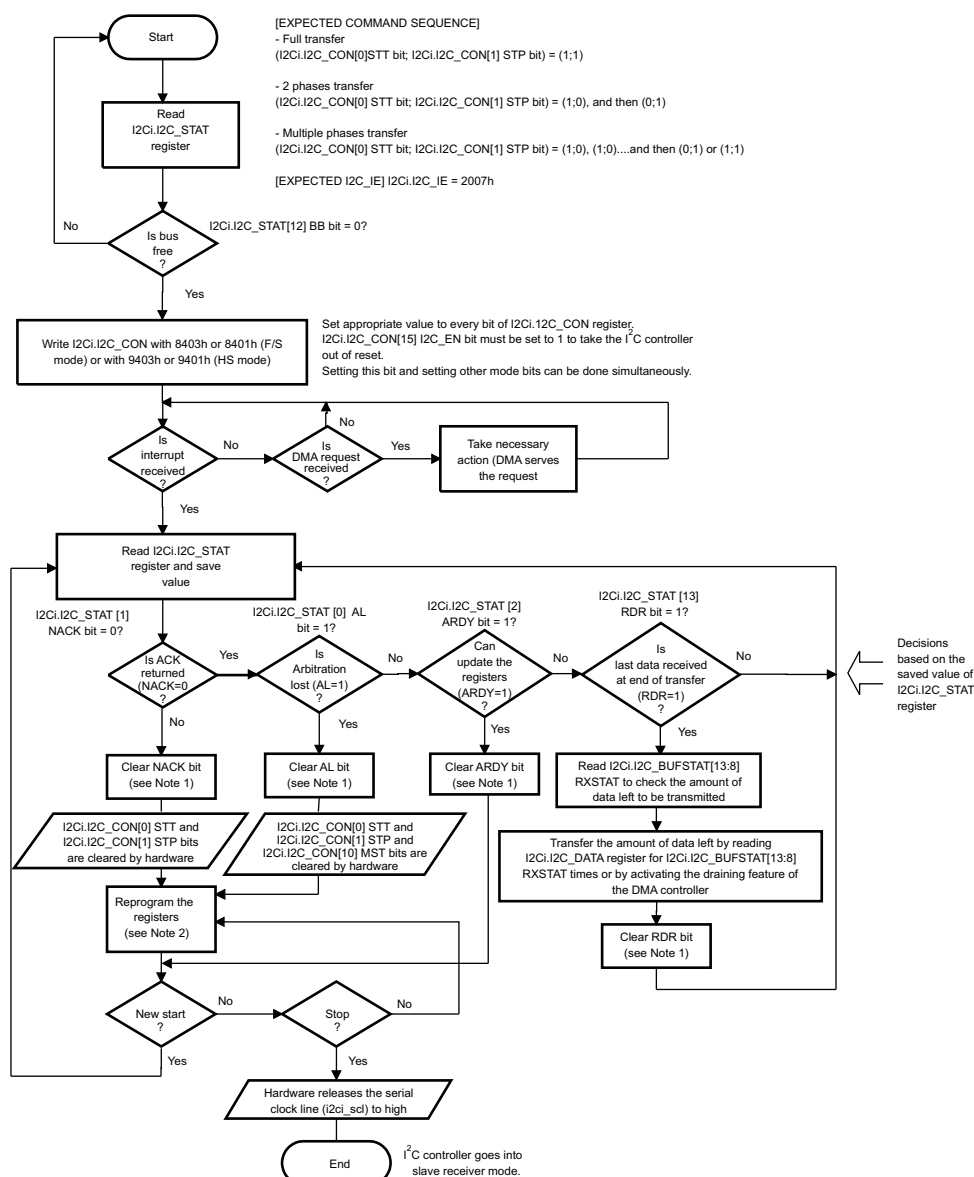 Start
[EXPECTED COMMAND SEQUENCE]
- Full transfer
(I2Ci.I2C_CON[0]STT bit; I2Ci.I2C_CON[1] STP bit) = (1;1)
- 2 phases transfer
(I2Ci.I2C_CON[0] STT bit; I2Ci.I2C_CON[1] STP bit) = (1;0), and then (0;1)
- Multiple phases transfer
(I2Ci.I2C_CON[0] STT bit; I2Ci.I2C_CON[1] STP bit) = (1;0), (1;0)....and then (0;1) or (1;1)
[EXPECTED I2C_IE] I2Ci.I2C_IE = 2007h
Read
I2Ci.I2C_STAT
register
No
I2Ci.I2C_STAT[12] BB bit = 0?
Is bus
free
?
Yes
Write I2Ci.I2C_CON with 8403h or 8401h (F/S
mode) or with 9403h or 9401h (HS mode)
Set appropriate value to every bit of I2Ci.12C_CON register.
I2Ci.I2C_CON[15] I2C_EN bit must be set to 1 to take the I2C controller
out of reset.
Setting this bit and setting other mode bits can be done simultaneously.
Is
interrupt
received
?
No
Is
DMA request
received
?
No
Yes
Take necessary
action (DMA serves
the request
Yes
Read I2Ci.I2C_STAT
register and save
value
I2Ci.I2C_STAT [1]
NACK bit = 0?
I2Ci.I2C_STAT [0] AL
bit = 1?
I2Ci.I2C_STAT [2]
ARDY bit = 1?
I2Ci.I2C_STAT [13]
RDR bit = 1?
Is ACK
returned
(NACK=0
?
Yes
Is
Arbitration
lost (AL=1)
?
No
Can
update the
registers
(ARDY=1)
?
No
Is
last data received
at end of transfer
(RDR=1)
?
No
Decisions
based on the
saved value of
I2Ci.I2C_STAT
register
No
Yes
Yes
Yes
Clear NACK bit
(see Note 1)
Clear AL bit
(see Note 1)
Clear ARDY bit
(see Note 1)
Read I2Ci.I2C_BUFSTAT[13:8]
RXSTAT to check the amount of
data left to be transmitted
I2Ci.I2C_CON[0] STT and
I2Ci.I2C_CON[1] STP bits
are cleared by hardware
I2Ci.I2C_CON[0] STT and
I2Ci.I2C_CON[1] STP and
I2Ci.I2C_CON[10] MST bits are
cleared by hardware
Transfer the amount of data left by reading
I2Ci.I2C_DATA register for I2Ci.I2C_BUFSTAT[13:8]
RXSTAT times or by activating the draining feature of
the DMA controller
Reprogram the
registers
(see Note 2)
Clear RDR bit
(see Note 1)
New start
?
No
Stop
?
No
Yes
Yes
Hardware releases the serial
clock line (i2ci_scl) to high
End
I2C controller goes into
slave receiver mode.